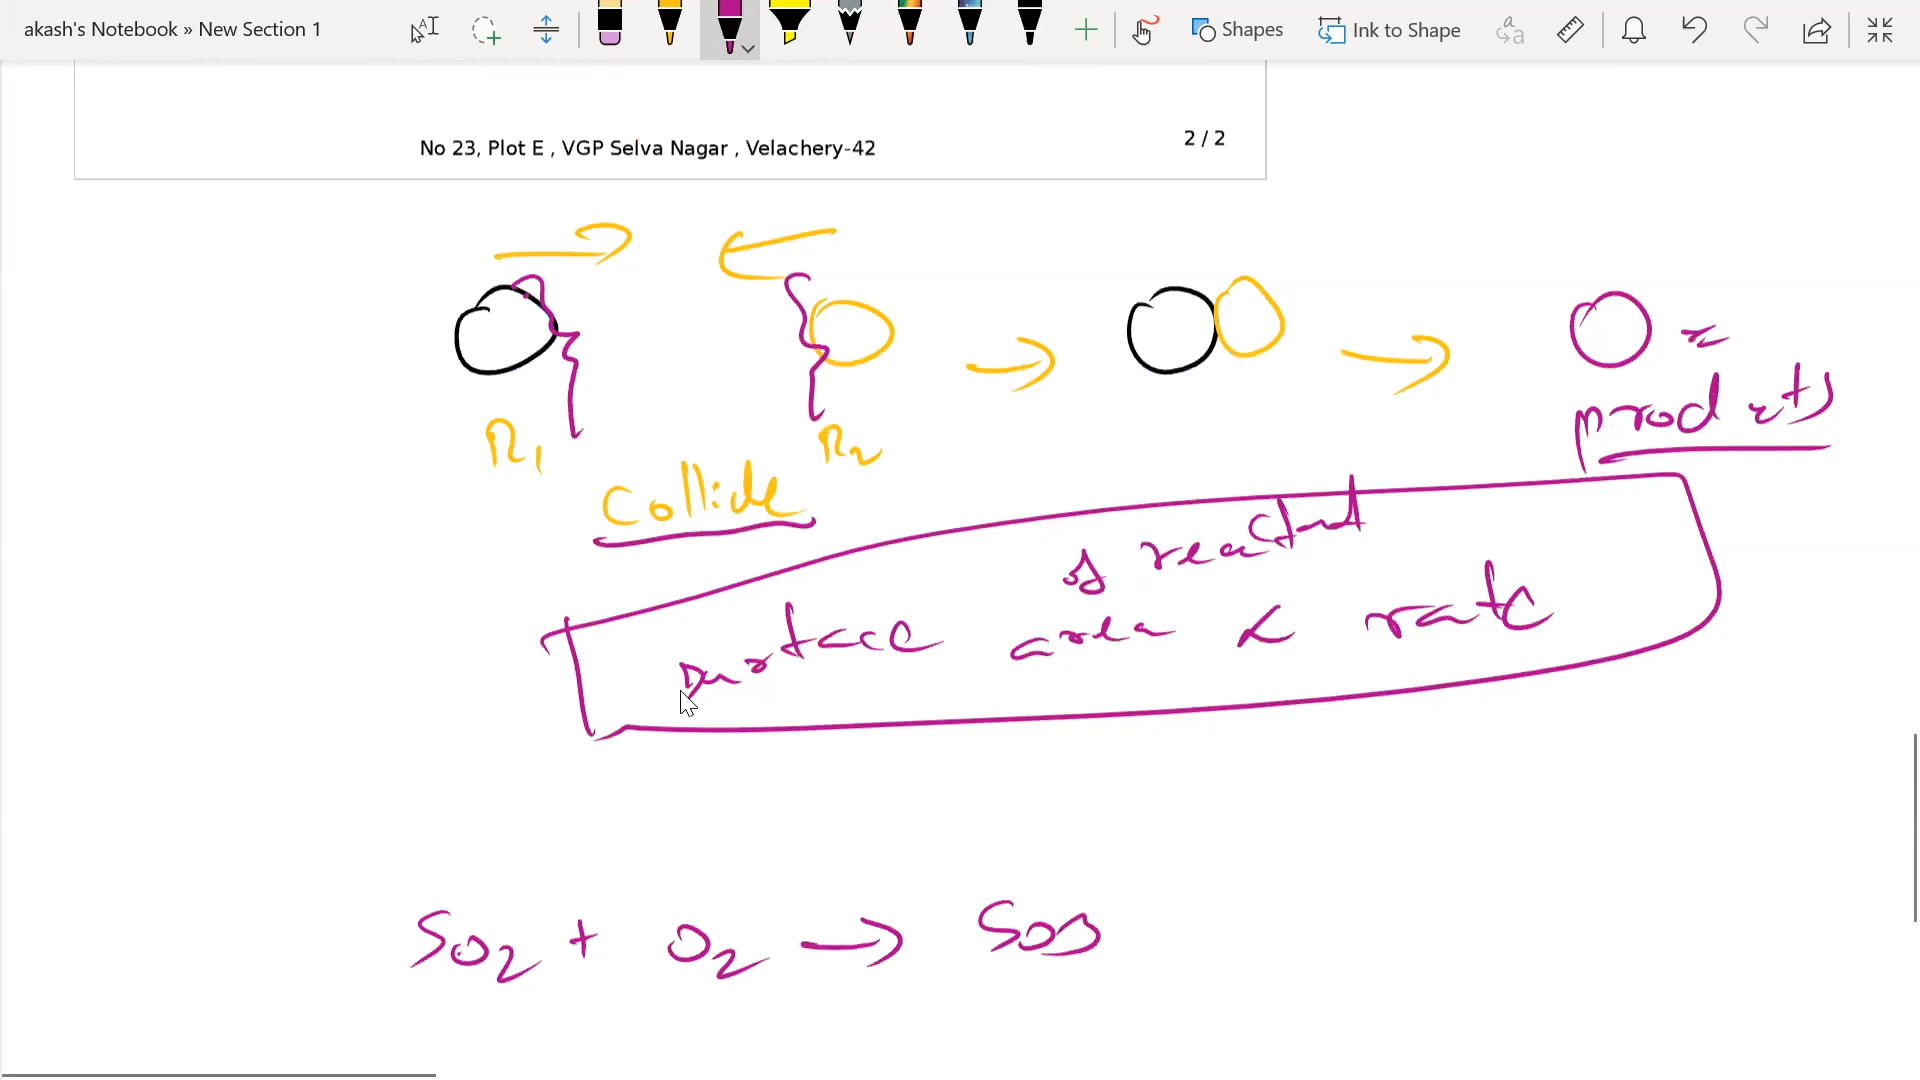 akash's Notebook » New Section 1
Shapes
Ink to Shape
No 23, Plot E , VGP Selva Nagar , Velachery-42
2 / 2
R1
R2
Collide
products
of reactant
surface area ∝ rate
SO2 + O2 → SO3